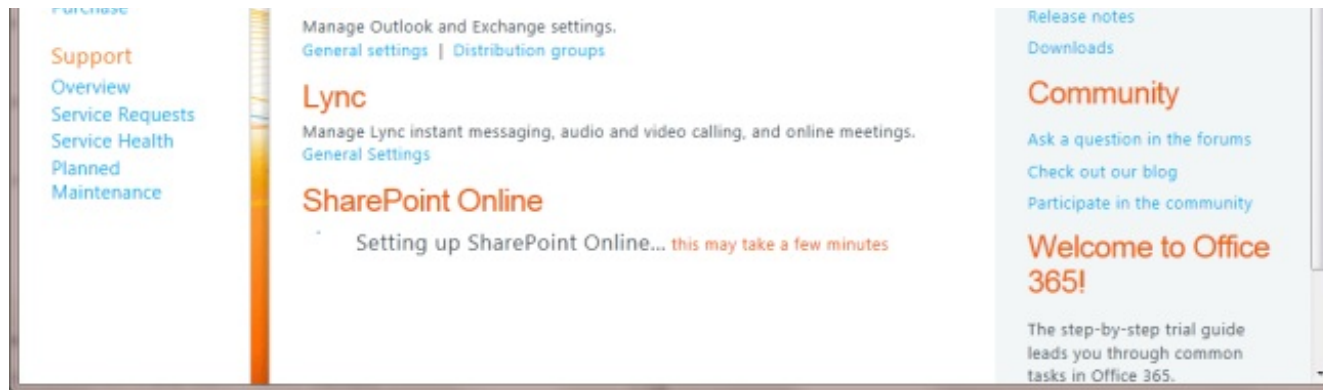 Purchase
Support
Overview
Service Requests
Service Health
Planned
Maintenance
Manage Outlook and Exchange settings.
General settings | Distribution groups
Lync
Manage Lync instant messaging, audio and video calling, and online meetings.
General Settings
SharePoint Online
Setting up SharePoint Online... this may take a few minutes
Release notes
Downloads
Community
Ask a question in the forums
Check out our blog
Participate in the community
Welcome to Office
365!
The step-by-step trial guide
leads you through common
tasks in Office 365.